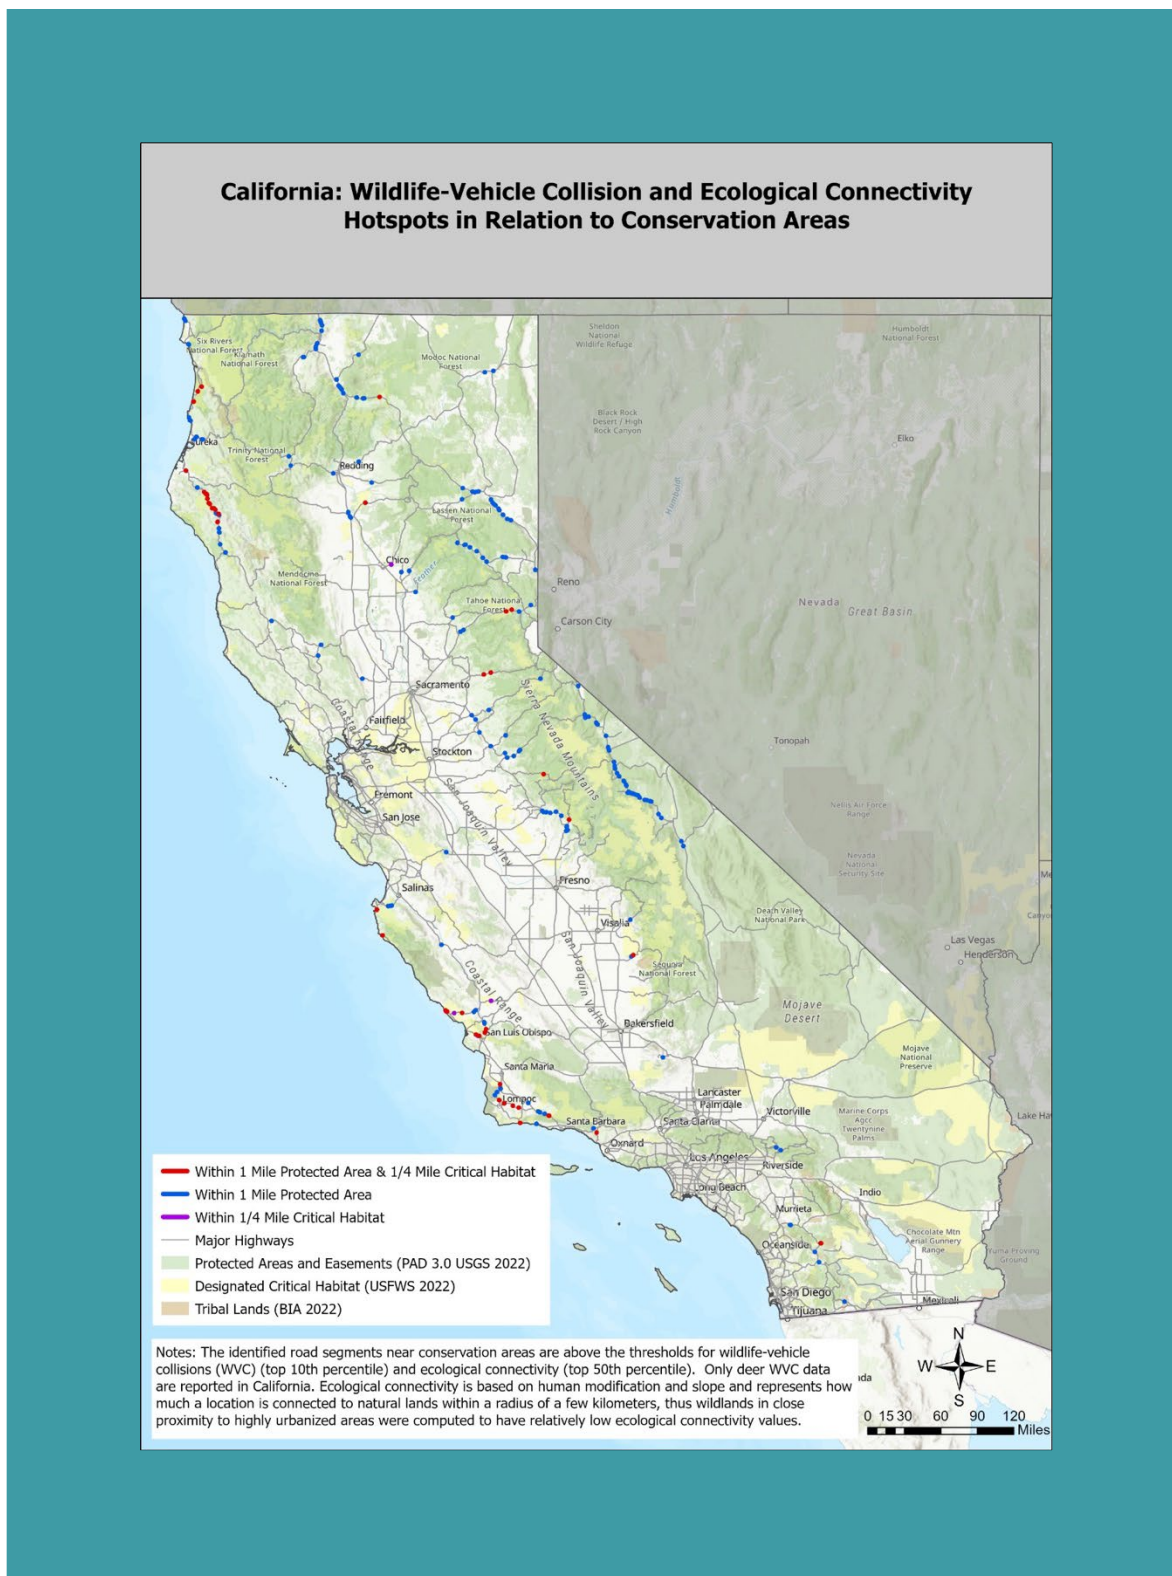 California: Wildlife-Vehicle Collision and Ecological Connectivity
Hotspots in Relation to Conservation Areas
Sheldon
National
Wildlife Refuge
Humboldt
National Forest
Six Rivers
National Forest
Klamath
National Forest
Modoc National
Forest
Black Rock
Desert / High
Rock Canyon
Elko
Eureka
Trinity National
Forest
Redding
Humboldt
Lassen National
Forest
Chico
Feather
Mendocino
National Forest
Reno
Tahoe National
Forest
Nevada
Great Basin
Carson City
Sacramento
Sierra Nevada Mountains
Coastal Range
Fairfield
Stockton
Tonopah
San Joaquin Valley
Fremont
San Jose
Nellis Air Force
Range
Nevada
National
Security Site
Fresno
Salinas
Death Valley
National Park
Visalia
San Joaquin Valley
Las Vegas
Henderson
Sequoia
National Forest
Coastal Range
Mojave
Desert
San Luis Obispo
Bakersfield
Mojave
National
Preserve
Santa Maria
Lompoc
Lancaster
Palmdale
Victorville
Marine Corps
Agcc
Twentynine
Palms
Lake Ha
Santa Barbara
Santa Clarita
Oxnard
Los Angeles
Riverside
Long Beach
Indio
Murrieta
Oceanside
Chocolate Mtn
Aerial Gunnery
Range
Yuma Proving
Ground
San Diego
Tijuana
Mexicali
Within 1 Mile Protected Area & 1/4 Mile Critical Habitat
Within 1 Mile Protected Area
Within 1/4 Mile Critical Habitat
Major Highways
Protected Areas and Easements (PAD 3.0 USGS 2022)
Designated Critical Habitat (USFWS 2022)
Tribal Lands (BIA 2022)
Notes: The identified road segments near conservation areas are above the thresholds for wildlife-vehicle
collisions (WVC) (top 10th percentile) and ecological connectivity (top 50th percentile). Only deer WVC data
are reported in California. Ecological connectivity is based on human modification and slope and represents how
much a location is connected to natural lands within a radius of a few kilometers, thus wildlands in close
proximity to highly urbanized areas were computed to have relatively low ecological connectivity values.
N
W E
S
0 15 30 60 90 120
Miles